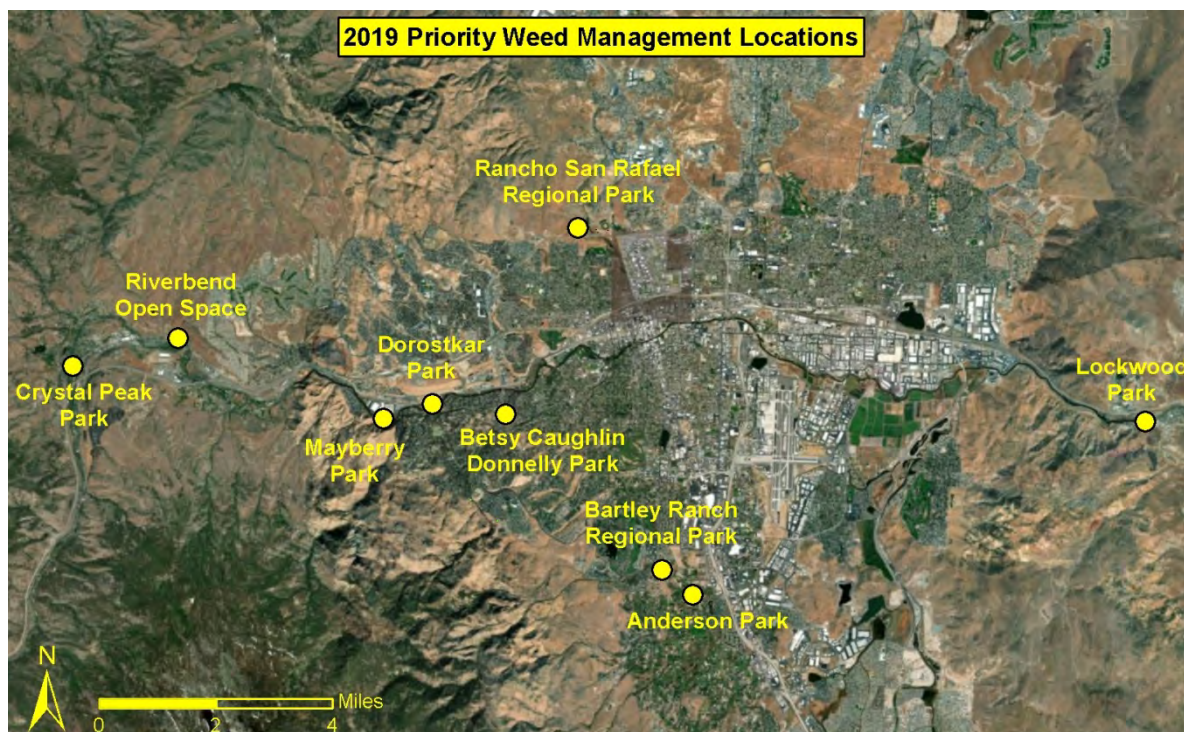 2019 Priority Weed Management Locations
Rancho San Rafael
Regional Park
Riverbend
Open Space
Dorostkar
Park
Crystal Peak
Park
Lockwood
Park
Mayberry
Park
Betsy Caughlin
Donnelly Park
Bartley Ranch
Regional Park
Anderson Park
N
Miles
0
2
4